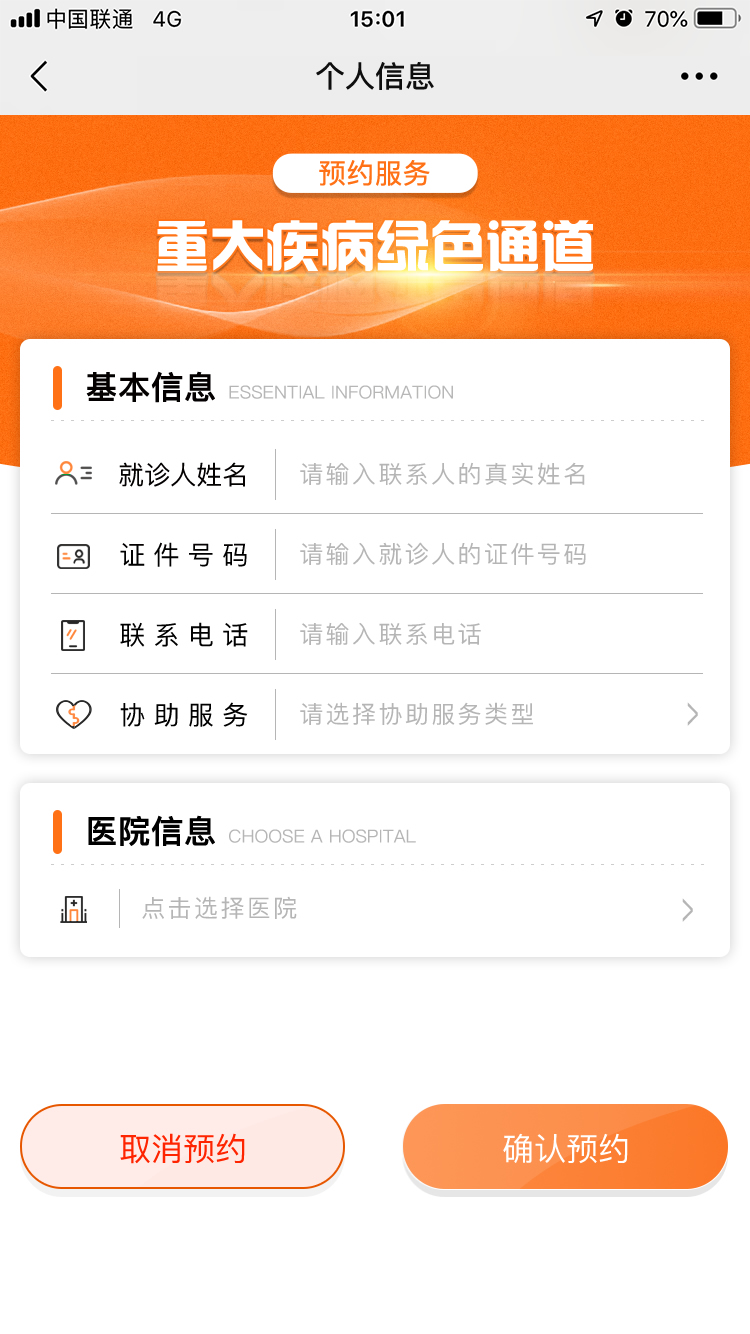 中国联通 4G 15:01 70%
个人信息
预约服务
重大疾病绿色通道
基本信息 ESSENTIAL INFORMATION
就诊人姓名 请输入联系人的真实姓名
证件号码 请输入就诊人的证件号码
联系电话 请输入联系电话
协助服务 请选择协助服务类型
医院信息 CHOOSE A HOSPITAL
点击选择医院
取消预约 确认预约